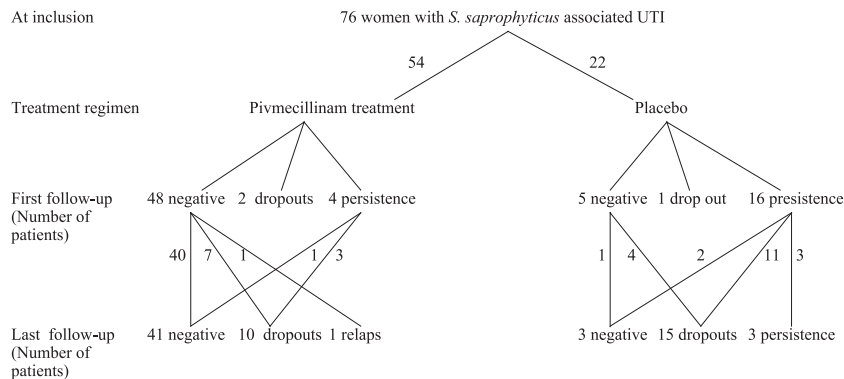 At inclusion 76 women with S. saprophyticus associated UTI
54 22
Treatment regimen Pivmecillinam treatment Placebo
First follow-up 48 negative 2 dropouts 4 persistence 5 negative 1 drop out 16 presistence
(Number of
patients)
40 7 1 1 3 1 4 2 11 3
Last follow-up 41 negative 10 dropouts 1 relaps 3 negative 15 dropouts 3 persistence
(Number of
patients)